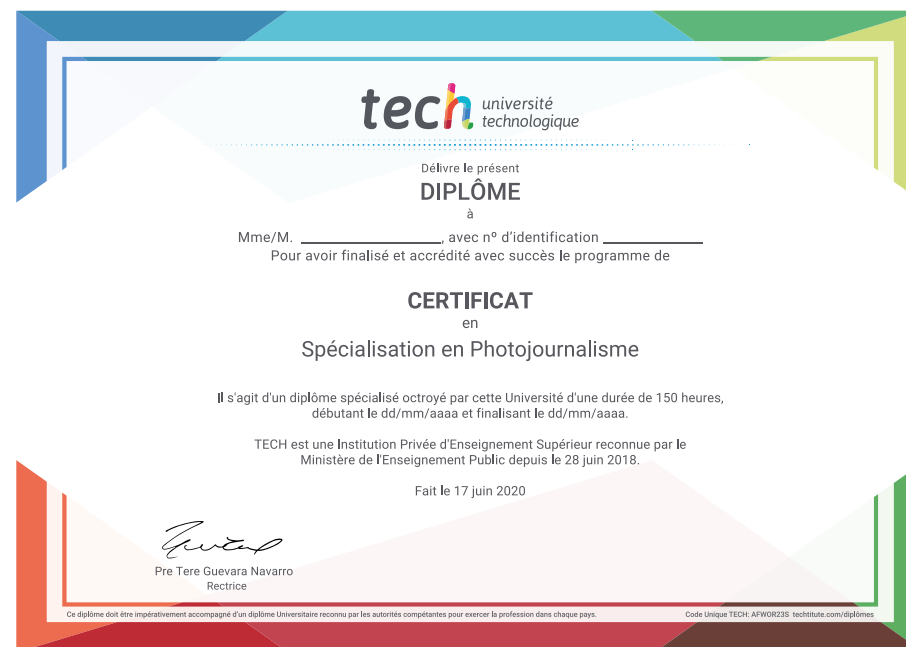 tech université
technologique
Délivre le présent
DIPLÔME
à
Mme/M. ____________, avec nº d'identification ____________
Pour avoir finalisé et accrédité avec succès le programme de
CERTIFICAT
en
Spécialisation en Photojournalisme
Il s'agit d'un diplôme spécialisé octroyé par cette Université d'une durée de 150 heures,
débutant le dd/mm/aaaa et finalisant le dd/mm/aaaa.
TECH est une Institution Privée d'Enseignement Supérieur reconnue par le
Ministère de l'Enseignement Public depuis le 28 juin 2018.
Fait le 17 juin 2020
Pre Tere Guevara Navarro
Rectrice
Ce diplôme doit être impérativement accompagné d'un diplôme Universitaire reconnu par les autorités compétantes pour exercer la profession dans chaque pays.
Code Unique TECH: AFWOR23S techtitute.com/diplômes